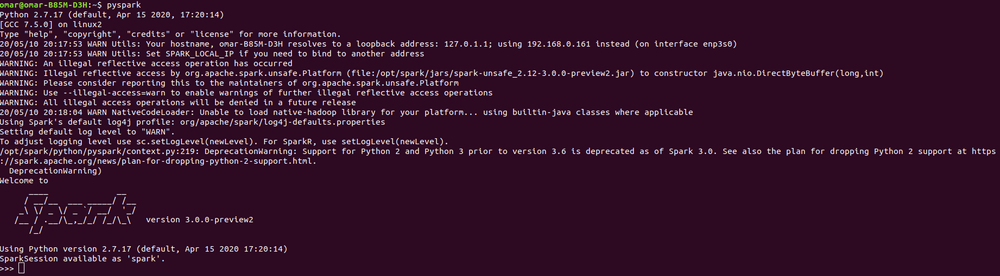 omar@omar-B85M-D3H:~$ pyspark
Python 2.7.17 (default, Apr 15 2020, 17:20:14)
[GCC 7.5.0] on linux2
Type "help", "copyright", "credits" or "license" for more information.
20/05/10 20:17:53 WARN Utils: Your hostname, omar-B85M-D3H resolves to a loopback address: 127.0.1.1; using 192.168.0.161 instead (on interface enp3s0)
20/05/10 20:17:53 WARN Utils: Set SPARK_LOCAL_IP if you need to bind to another address
WARNING: An illegal reflective access operation has occurred
WARNING: Illegal reflective access by org.apache.spark.unsafe.Platform (file:/opt/spark/jars/spark-unsafe_2.12-3.0.0-preview2.jar) to constructor java.nio.DirectByteBuffer(long,int)
WARNING: Please consider reporting this to the maintainers of org.apache.spark.unsafe.Platform
WARNING: Use --illegal-access=warn to enable warnings of further illegal reflective access operations
WARNING: All illegal access operations will be denied in a future release
20/05/10 20:18:04 WARN NativeCodeLoader: Unable to load native-hadoop library for your platform... using builtin-java classes where applicable
Using Spark's default log4j profile: org/apache/spark/log4j-defaults.properties
Setting default log level to "WARN".
To adjust logging level use sc.setLogLevel(newLevel). For SparkR, use setLogLevel(newLevel).
/opt/spark/python/pyspark/context.py:219: DeprecationWarning: Support for Python 2 and Python 3 prior to version 3.6 is deprecated as of Spark 3.0. See also the plan for dropping Python 2 support at https
://spark.apache.org/news/plan-for-dropping-python-2-support.html.
  DeprecationWarning)
Welcome to
      ____              __
     / __/__  ___ _____/ /__
    _\ \/ _ \/ _ `/ __/  '_/
   /__ / .__/\_,_/_/ /_/\_\   version 3.0.0-preview2
      /_/
Using Python version 2.7.17 (default, Apr 15 2020 17:20:14)
SparkSession available as 'spark'.
>>>